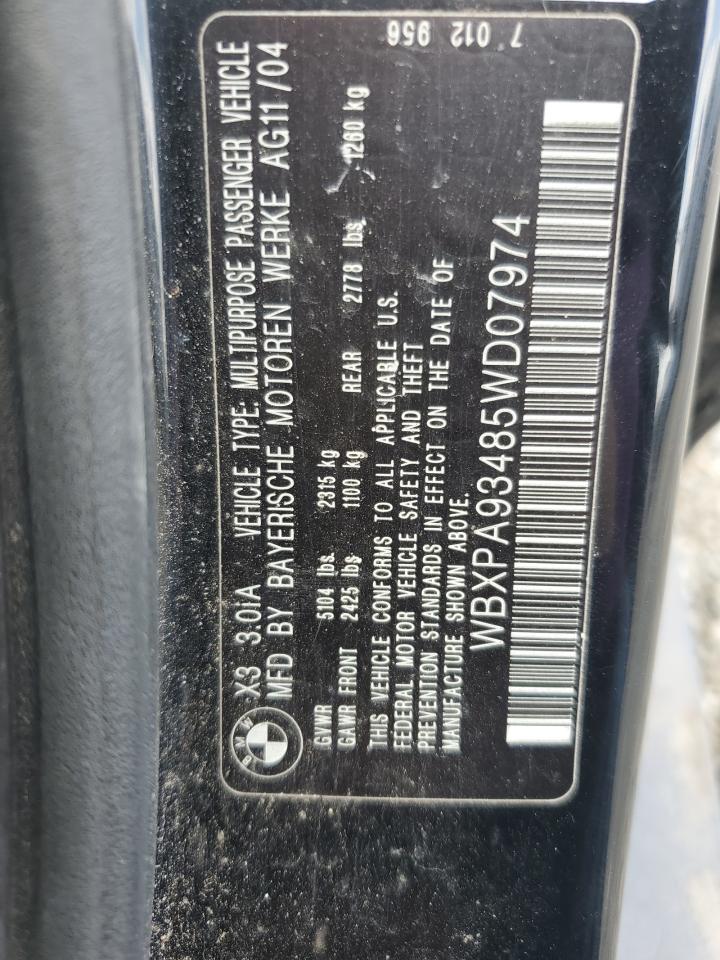 BMW
X3 3.0iA VEHICLE TYPE: MULTIPURPOSE PASSENGER VEHICLE
MFD BY BAYERISCHE MOTOREN WERKE AG11/04
GVWR 5104 lbs. 2315 kg
GAWR FRONT 2425 lbs 1100 kg REAR 2778 lbs 1260 kg
THIS VEHICLE CONFORMS TO ALL APPLICABLE U.S.
FEDERAL MOTOR VEHICLE SAFETY AND THEFT
PREVENTION STANDARDS IN EFFECT ON THE DATE OF
MANUFACTURE SHOWN ABOVE.
WBXPA93485WD07974
7 012 956